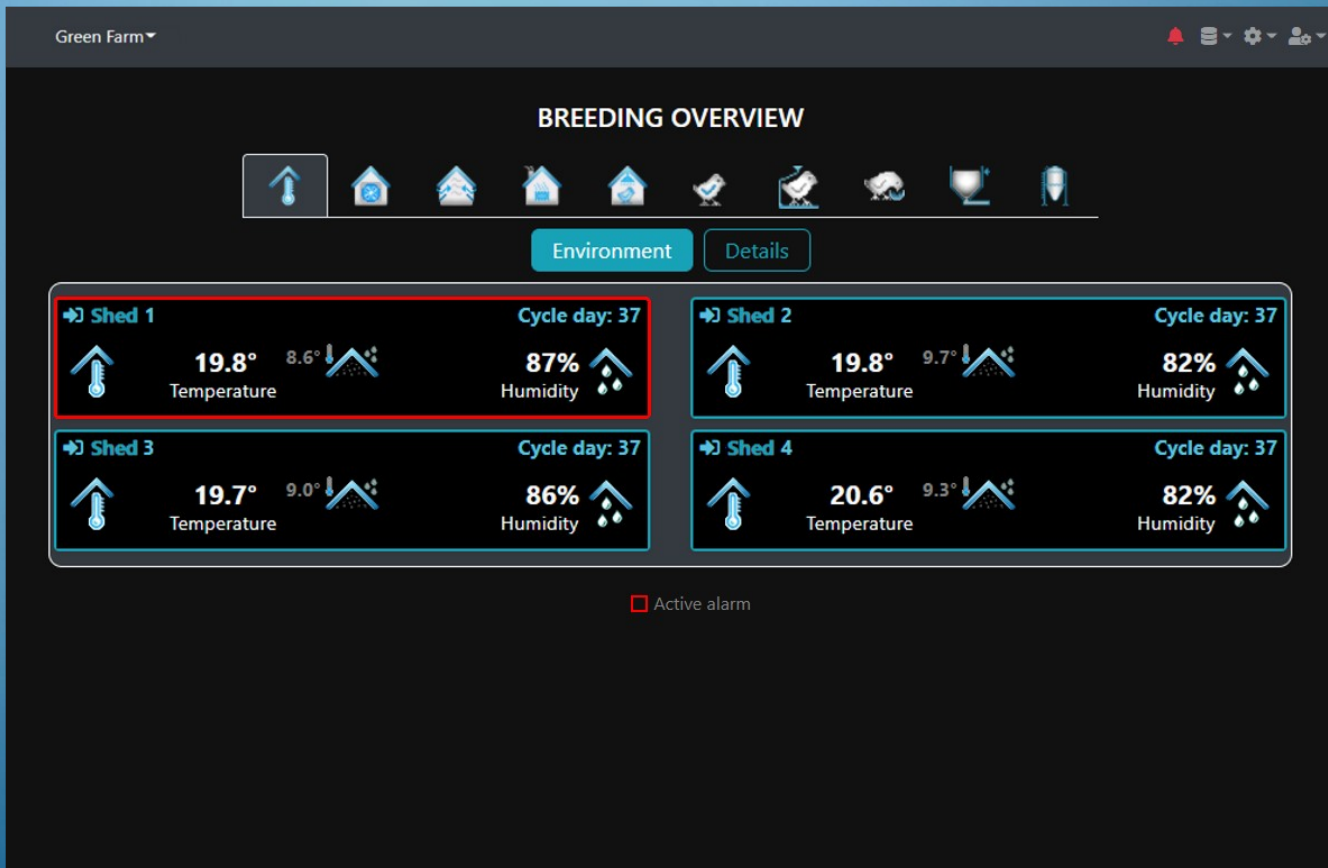 Green Farm
BREEDING OVERVIEW
Environment
Details
Shed 1
Cycle day: 37
19.8° 8.6° 87%
Temperature Humidity
Shed 2
Cycle day: 37
19.8° 9.7° 82%
Temperature Humidity
Shed 3
Cycle day: 37
19.7° 9.0° 86%
Temperature Humidity
Shed 4
Cycle day: 37
20.6° 9.3° 82%
Temperature Humidity
Active alarm